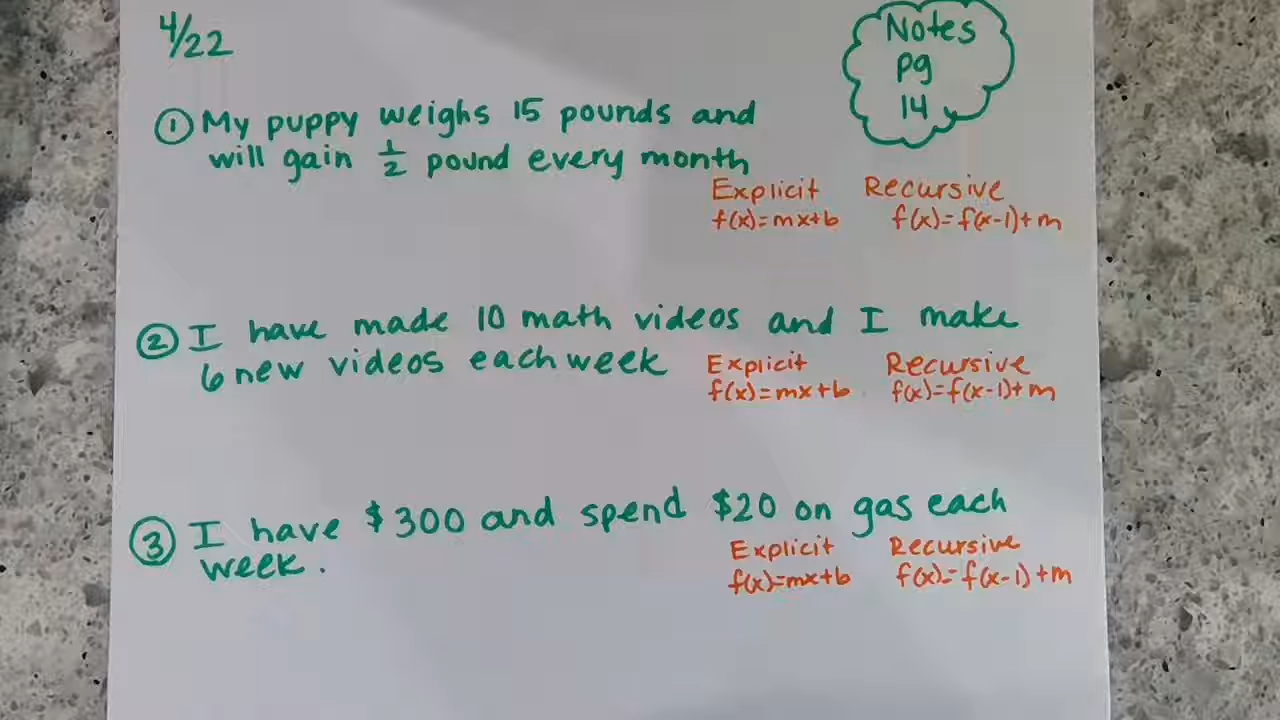 4/22
Notes
pg
14
① My puppy weighs 15 pounds and
will gain 1/2 pound every month
Explicit Recursive
f(x)=mx+b f(x)=f(x-1)+m
② I have made 10 math videos and I make
6 new videos each week
Explicit Recursive
f(x)=mx+b f(x)=f(x-1)+m
③ I have $300 and spend $20 on gas each
week.
Explicit Recursive
f(x)=mx+b f(x)=f(x-1)+m